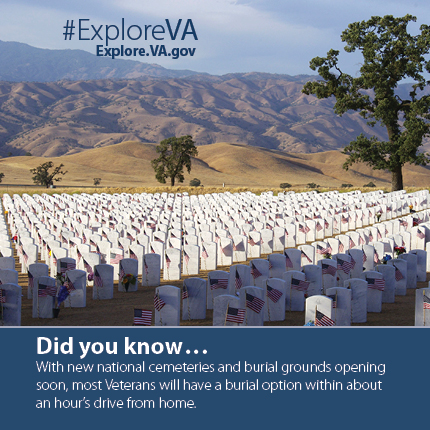 #ExploreVA
Explore.VA.gov
Did you know...
With new national cemeteries and burial grounds opening
soon, most Veterans will have a burial option within about
an hour's drive from home.